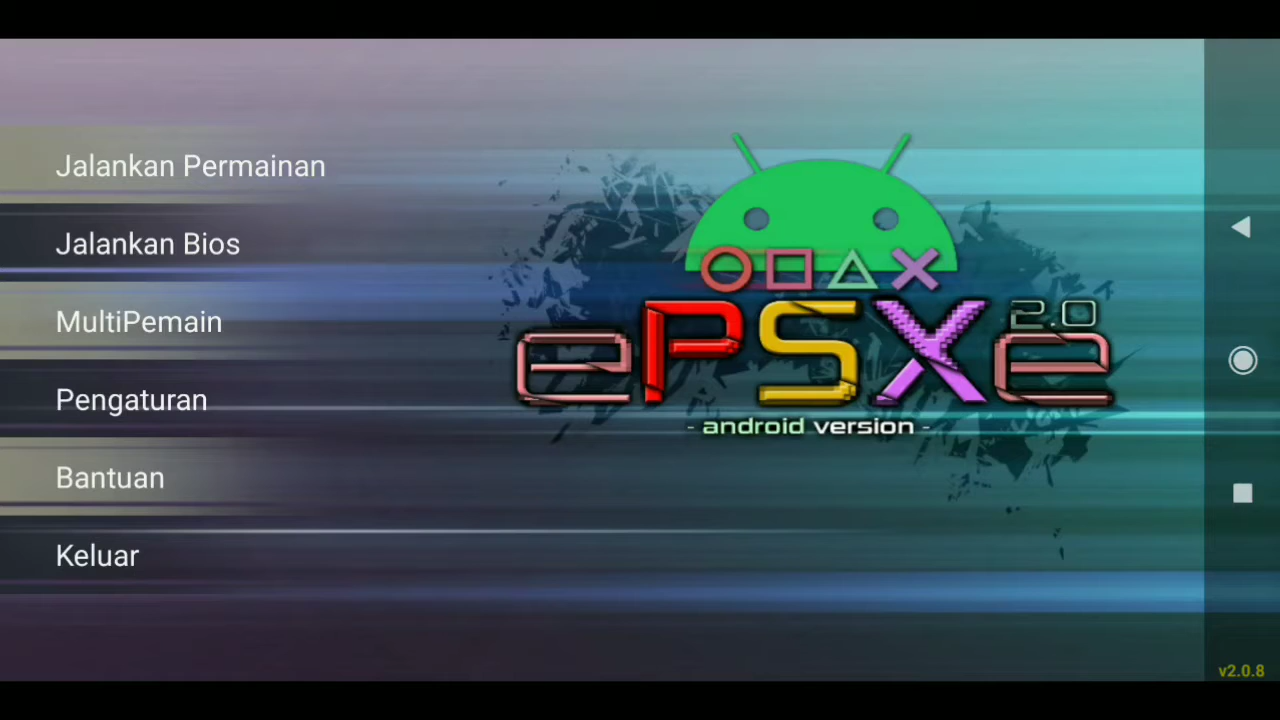 Jalankan Permainan
Jalankan Bios
MultiPemain
Pengaturan
Bantuan
Keluar
ePSXe 2.0
- android version -
v2.0.8